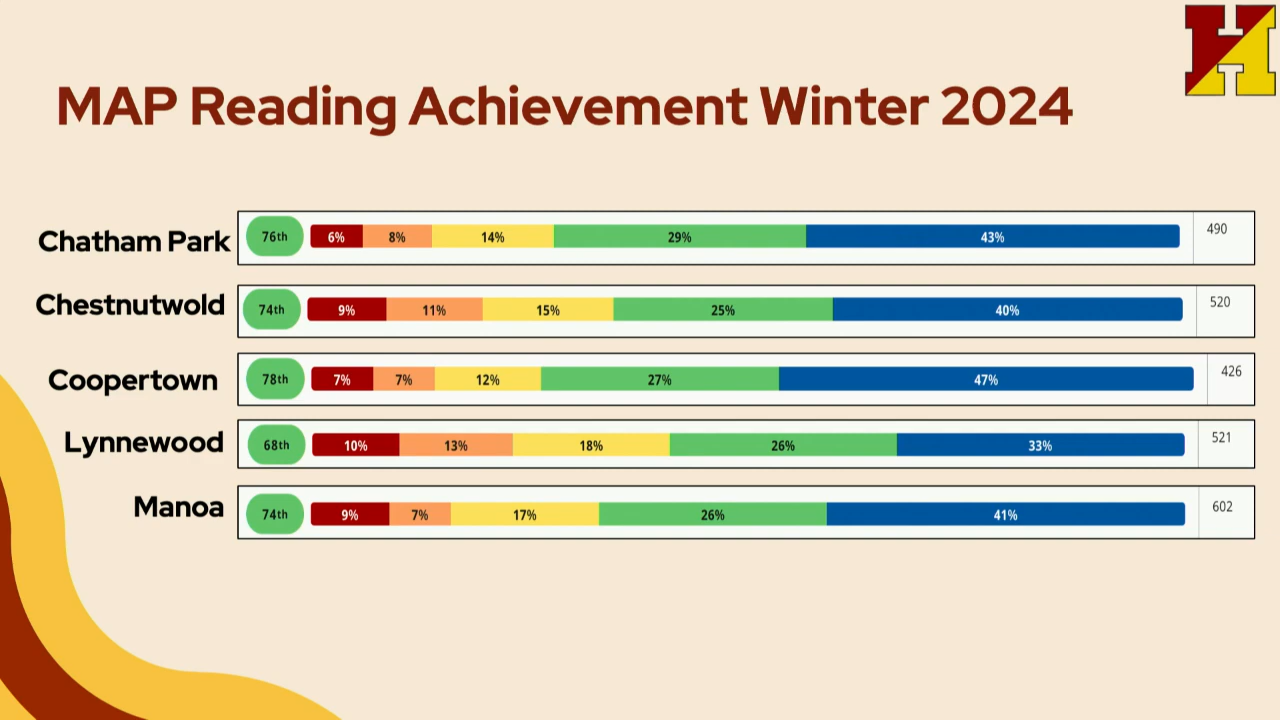 H
MAP Reading Achievement Winter 2024
Chatham Park 76th 6% 8% 14% 29% 43% 490
Chestnutwold 74th 9% 11% 15% 25% 40% 520
Coopertown 78th 7% 7% 12% 27% 47% 426
Lynnewood 68th 10% 13% 18% 26% 33% 521
Manoa 74th 9% 7% 17% 26% 41% 602